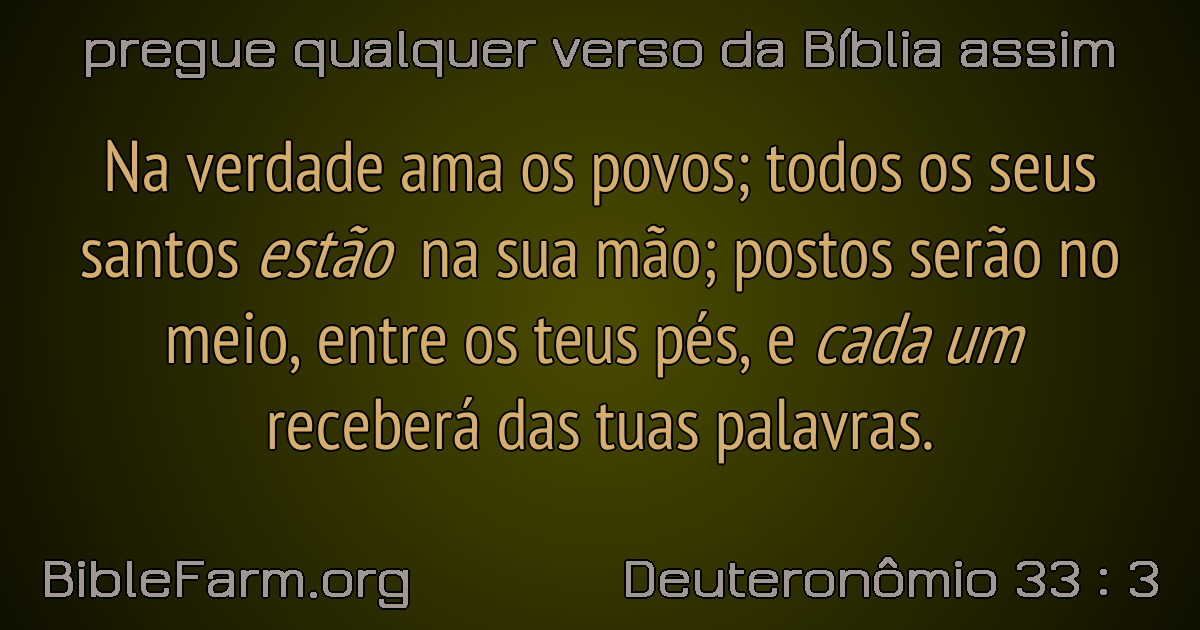 pregue qualquer verso da Bíblia assim
Na verdade ama os povos; todos os seus
santos estão na sua mão; postos serão no
meio, entre os teus pés, e cada um
receberá das tuas palavras.
BibleFarm.org
Deuteronômio 33 : 3